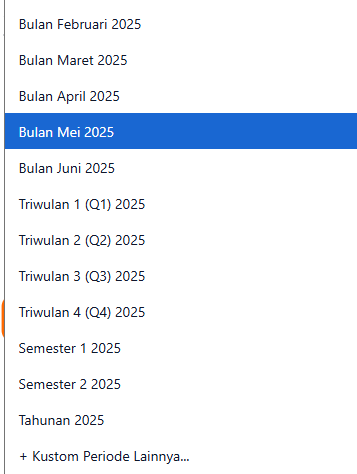 Bulan Februari 2025
Bulan Maret 2025
Bulan April 2025
Bulan Mei 2025
Bulan Juni 2025
Triwulan 1 (Q1) 2025
Triwulan 2 (Q2) 2025
Triwulan 3 (Q3) 2025
Triwulan 4 (Q4) 2025
Semester 1 2025
Semester 2 2025
Tahunan 2025
+ Kustom Periode Lainnya...